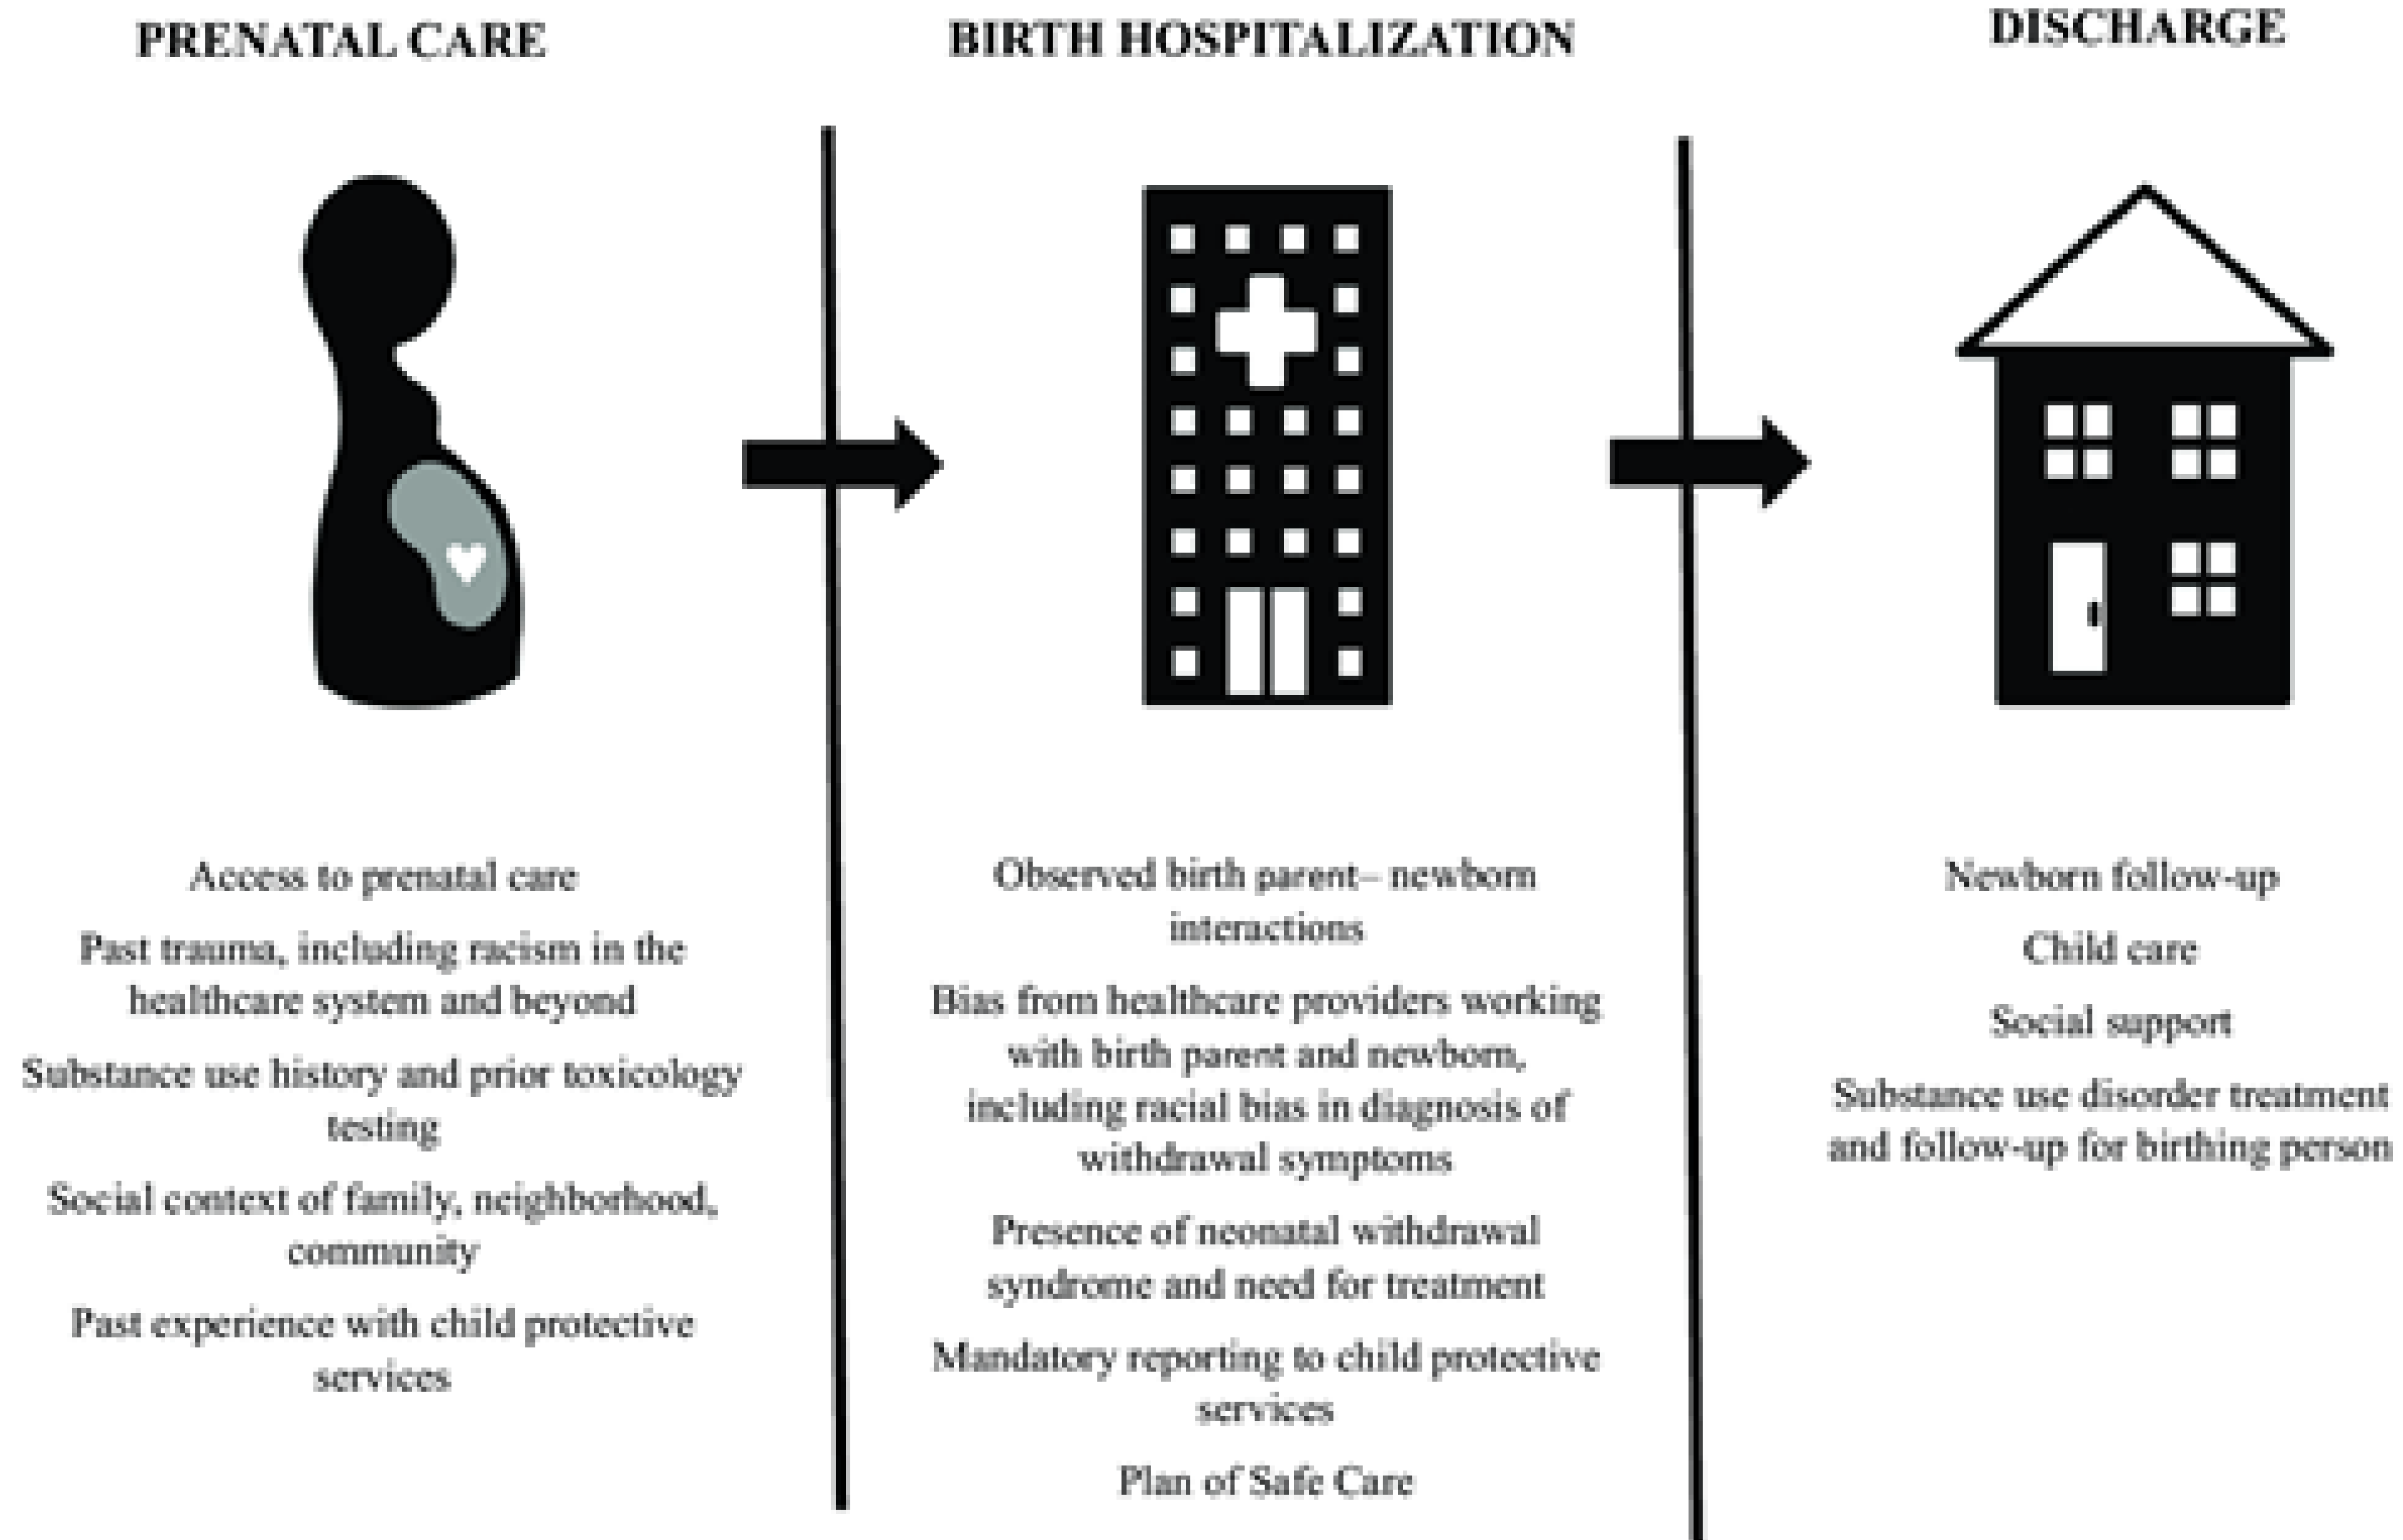 PRENATAL CARE
Access to prenatal care
Past trauma, including racism in the
healthcare system and beyond
Substance use history and prior toxicology
testing
Social context of family, neighborhood,
community
Past experience with child protective
services
BIRTH HOSPITALIZATION
Observed birth parent– newborn
interactions
Bias from healthcare providers working
with birth parent and newborn,
including racial bias in diagnosis of
withdrawal symptoms
Presence of neonatal withdrawal
syndrome and need for treatment
Mandatory reporting to child protective
services
Plan of Safe Care
DISCHARGE
Newborn follow-up
Child care
Social support
Substance use disorder treatment
and follow-up for birthing person